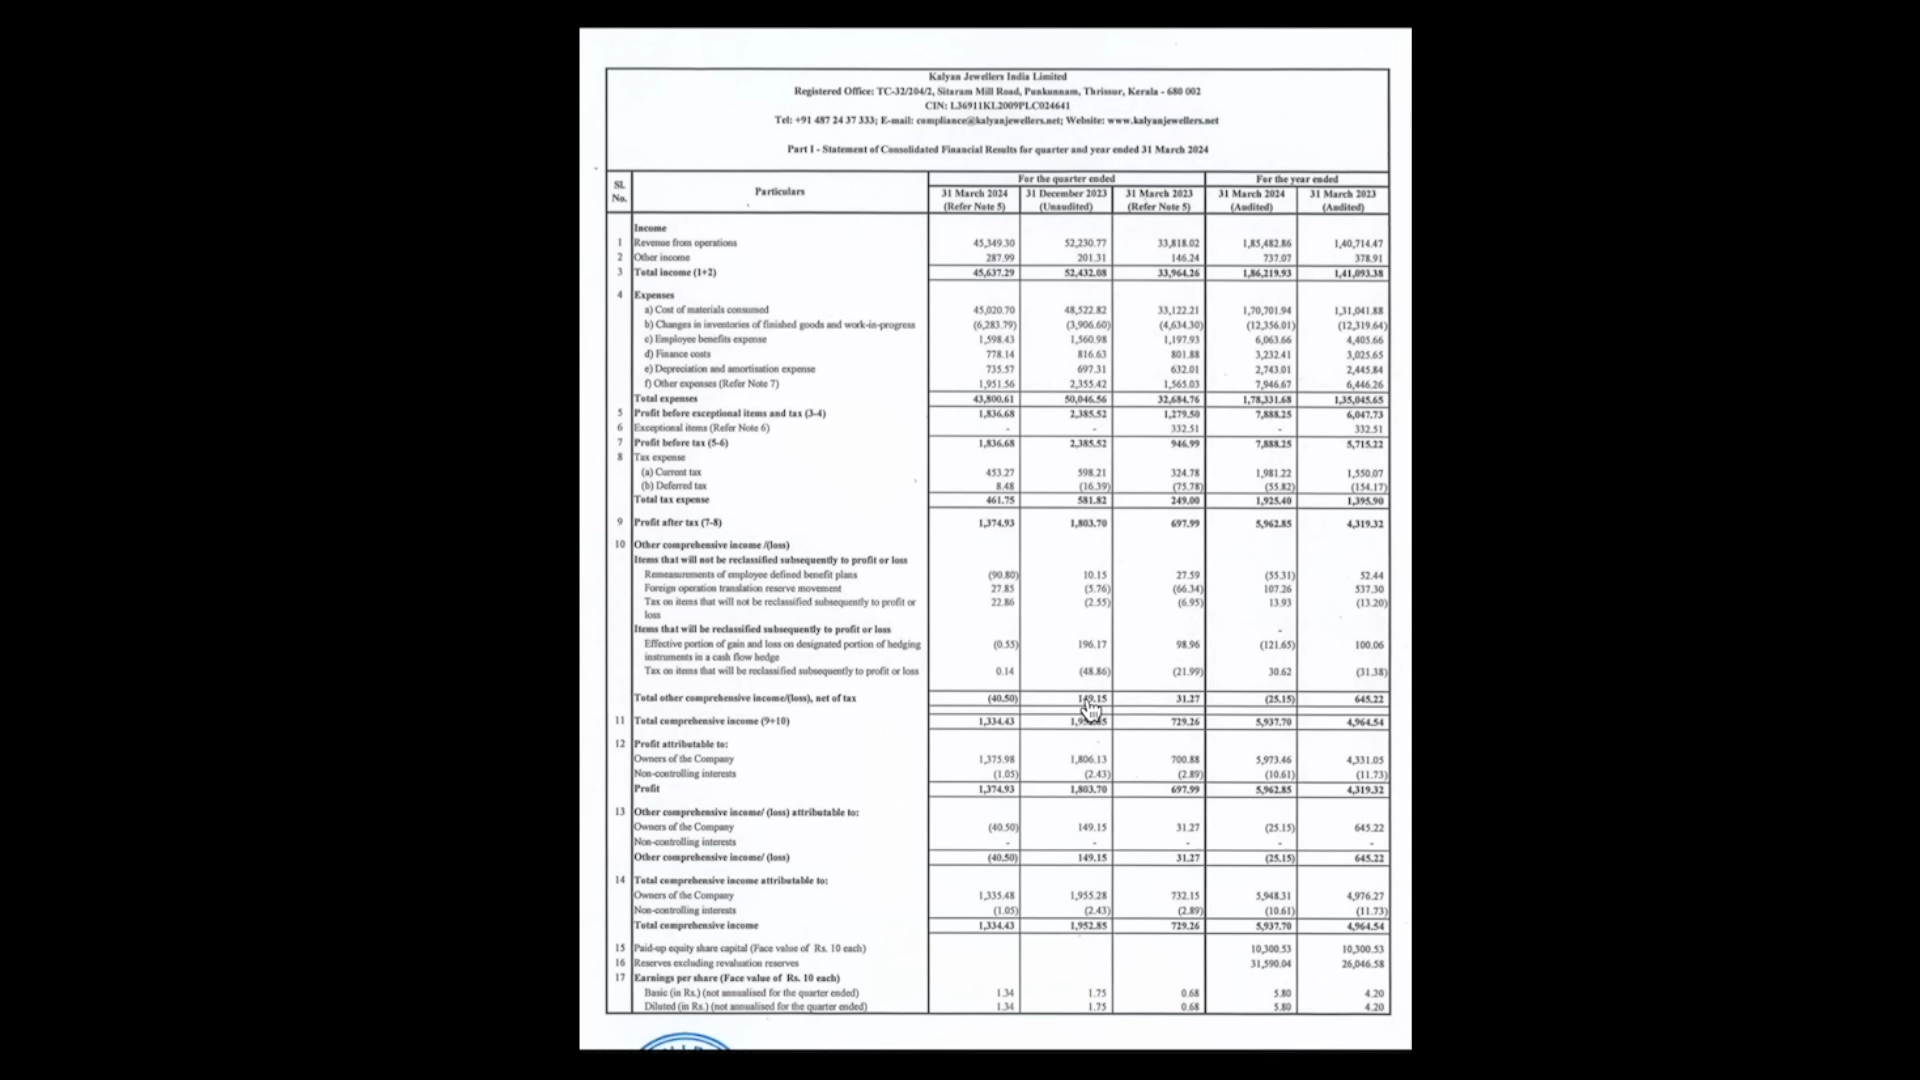 Kalyan Jewellers India Limited
Registered Office: TC-32/204/2, Sitaram Mill Road, Punkunnam, Thrissur, Kerala - 680 002
CIN: L36911KL2009PLC024641
Tel: +91 487 24 37 333; E-mail: compliance@kalyanjewellers.net; Website: www.kalyanjewellers.net
Part I - Statement of Consolidated Financial Results for quarter and year ended 31 March 2024
Sl. No. Particulars For the quarter ended For the year ended
31 March 2024 31 December 2023 31 March 2023 31 March 2024 31 March 2023
(Refer Note 5) (Unaudited) (Refer Note 5) (Audited) (Audited)
Income
1 Revenue from operations 45,349.30 52,230.77 33,818.02 1,85,482.86 1,40,714.47
2 Other income 287.99 201.31 146.24 737.07 378.91
3 Total income (1+2) 45,637.29 52,432.08 33,964.26 1,86,219.93 1,41,093.38
4 Expenses
a) Cost of materials consumed 45,020.70 48,522.82 33,122.21 1,70,701.94 1,31,041.88
b) Changes in inventories of finished goods and work-in-progress (6,283.79) (3,906.60) (4,634.30) (12,356.01) (12,319.64)
c) Employee benefits expense 1,598.43 1,560.98 1,197.93 6,063.66 4,405.66
d) Finance costs 778.14 816.63 801.88 3,232.41 3,025.65
e) Depreciation and amortisation expense 735.57 697.31 632.01 2,743.01 2,445.84
f) Other expenses (Refer Note 7) 1,951.56 2,355.42 1,565.03 7,946.67 6,446.26
Total expenses 43,800.61 50,046.56 32,684.76 1,78,331.68 1,35,045.65
5 Profit before exceptional items and tax (3-4) 1,836.68 2,385.52 1,279.50 7,888.25 6,047.73
6 Exceptional items (Refer Note 6) - - 332.51 - 332.51
7 Profit before tax (5-6) 1,836.68 2,385.52 946.99 7,888.25 5,715.22
8 Tax expense
(a) Current tax 453.27 598.21 324.78 1,981.22 1,550.07
(b) Deferred tax 8.48 (16.39) (75.78) (55.82) (154.17)
Total tax expense 461.75 581.82 249.00 1,925.40 1,395.90
9 Profit after tax (7-8) 1,374.93 1,803.70 697.99 5,962.85 4,319.32
10 Other comprehensive income /(loss)
Items that will not be reclassified subsequently to profit or loss
Remeasurements of employee defined benefit plans (90.80) 10.15 27.59 (55.31) 52.44
Foreign operation translation reserve movement 27.85 (5.76) (66.34) 107.26 537.30
Tax on items that will not be reclassified subsequently to profit or 22.86 (2.55) (6.95) 13.93 (13.20)
loss
Items that will be reclassified subsequently to profit or loss -
Effective portion of gain and loss on designated portion of hedging (0.55) 196.17 98.96 (121.65) 100.06
instruments in a cash flow hedge
Tax on items that will be reclassified subsequently to profit or loss 0.14 (48.86) (21.99) 30.62 (31.38)
Total other comprehensive income/(loss), net of tax (40.50) 149.15 31.27 (25.15) 645.22
11 Total comprehensive income (9+10) 1,334.43 729.26 5,937.70 4,964.54
12 Profit attributable to:
Owners of the Company 1,375.98 1,806.13 700.88 5,973.46 4,331.05
Non-controlling interests (1.05) (2.43) (2.89) (10.61) (11.73)
Profit 1,374.93 1,803.70 697.99 5,962.85 4,319.32
13 Other comprehensive income/ (loss) attributable to:
Owners of the Company (40.50) 149.15 31.27 (25.15) 645.22
Non-controlling interests - - - - -
Other comprehensive income/ (loss) (40.50) 149.15 31.27 (25.15) 645.22
14 Total comprehensive income attributable to:
Owners of the Company 1,335.48 1,955.28 732.15 5,948.31 4,976.27
Non-controlling interests (1.05) (2.43) (2.89) (10.61) (11.73)
Total comprehensive income 1,334.43 1,952.85 729.26 5,937.70 4,964.54
15 Paid-up equity share capital (Face value of Rs. 10 each) 10,300.53 10,300.53
16 Reserves excluding revaluation reserves 31,590.04 26,046.58
17 Earnings per share (Face value of Rs. 10 each)
Basic (in Rs.) (not annualised for the quarter ended) 1.34 1.75 0.68 5.80 4.20
Diluted (in Rs.) (not annualised for the quarter ended) 1.34 1.75 0.68 5.80 4.20